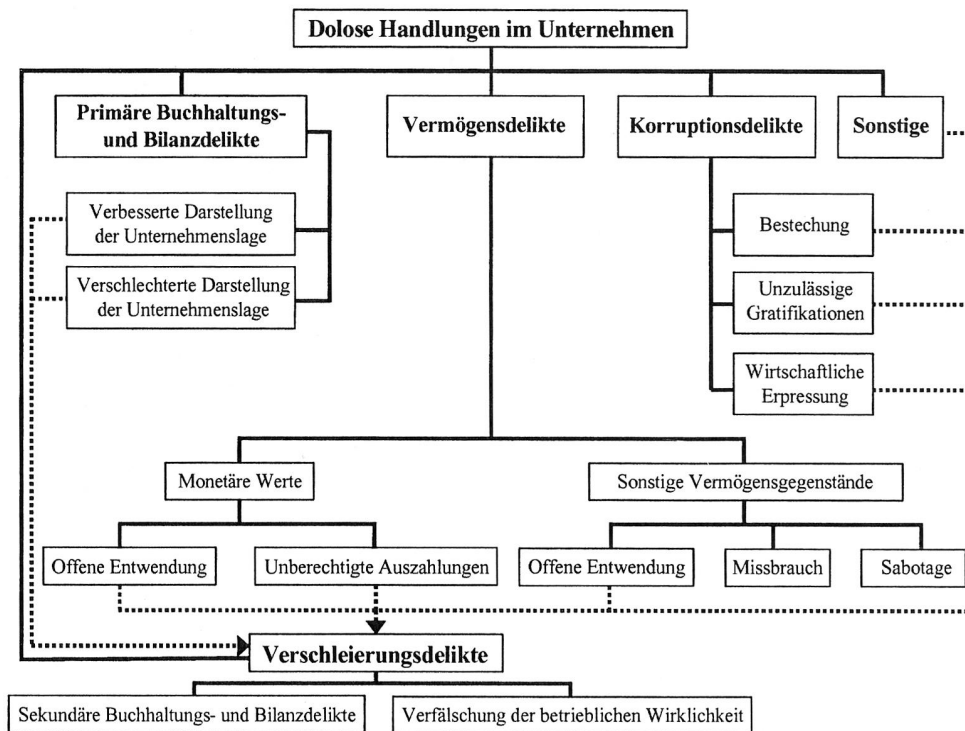 Dolose Handlungen im Unternehmen
Primäre Buchhaltungs-
und Bilanzdelikte
Vermögensdelikte
Korruptionsdelikte
Sonstige
Verbesserte Darstellung
der Unternehmenslage
Verschlechterte Darstellung
der Unternehmenslage
Bestechung
Unzulässige
Gratifikationen
Wirtschaftliche
Erpressung
Monetäre Werte
Sonstige Vermögensgegenstände
Offene Entwendung
Unberechtigte Auszahlungen
Offene Entwendung
Missbrauch
Sabotage
Verschleierungsdelikte
Sekundäre Buchhaltungs- und Bilanzdelikte
Verfälschung der betrieblichen Wirklichkeit